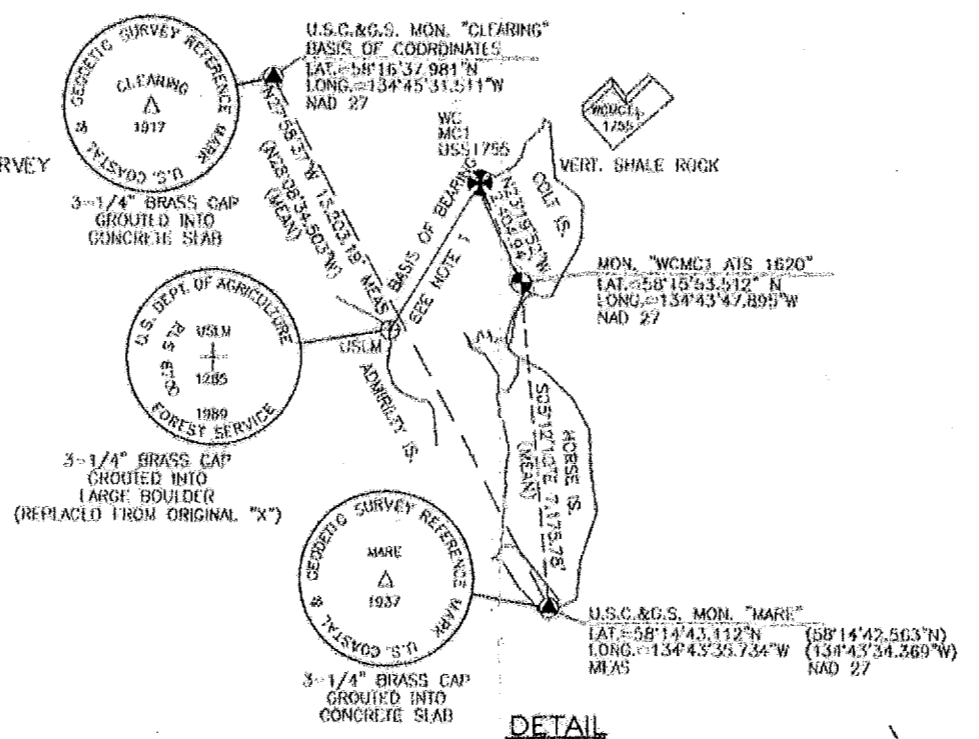 U.S.C.&G.S. MON. "CLEARING"
BASIS OF COORDINATES
LAT.=58°16'37.981"N
LONG.=134°45'31.511"W
NAD 27
U.S. COASTAL & GEODETIC SURVEY REFERENCE MARK
CLEARING
1917
3-1/4" BRASS CAP
GROUTED INTO
CONCRETE SLAB
RVEY
(MEAN)
WC
MC1
USS1755
WCMC1
1755
VERT. SHALE ROCK
COLT IS.
BASIS OF BEARING
SEE NOTE 1
MON. "WCMC1 ATS 1620"
LAT.=58°15'53.512" N
LONG.=134°43'47.895"W
NAD 27
U.S. DEPT. OF AGRICULTURE
FOREST SERVICE
USLM
1285
1989
USLM
ADMIRILTY IS.
3-1/4" BRASS CAP
GROUTED INTO
LARGE BOULDER
(REPLACED FROM ORIGINAL "X")
HORSE IS.
(MEAN)
U.S. COASTAL & GEODETIC SURVEY REFERENCE MARK
MARE
1937
3-1/4" BRASS CAP
GROUTED INTO
CONCRETE SLAB
U.S.C.&G.S. MON. "MARE"
LAT.=58°14'43.112"N (58°14'42.563"N)
LONG.=134°43'35.734"W (134°43'34.369"W)
MEAS NAD 27
DETAIL